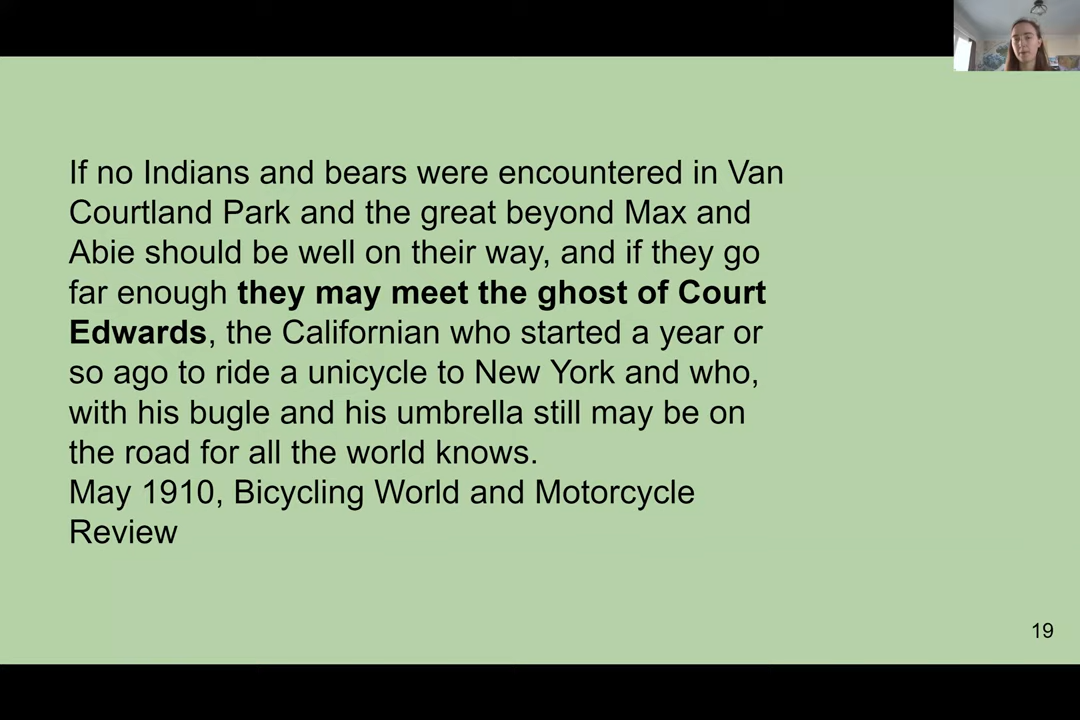 If no Indians and bears were encountered in Van
Courtland Park and the great beyond Max and
Abie should be well on their way, and if they go
far enough they may meet the ghost of Court
Edwards, the Californian who started a year or
so ago to ride a unicycle to New York and who,
with his bugle and his umbrella still may be on
the road for all the world knows.
May 1910, Bicycling World and Motorcycle
Review
19